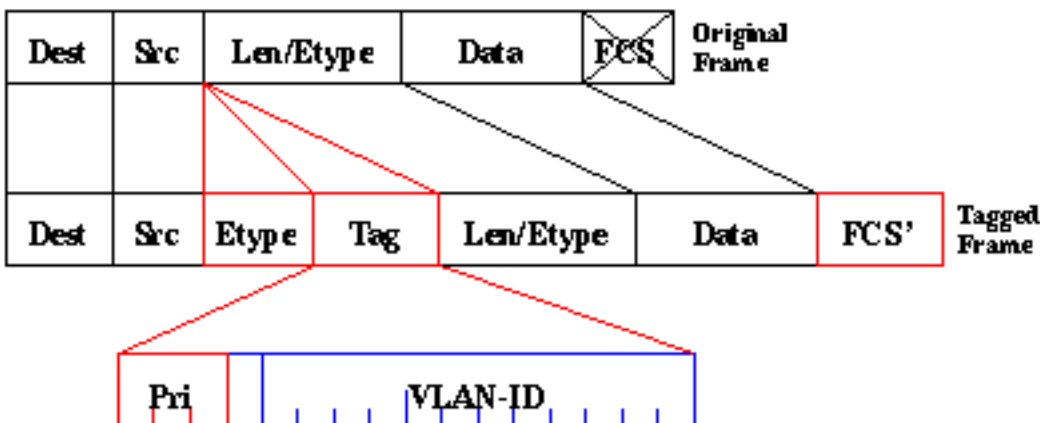 Dest Src Len/Etype Data FCS Original
Frame
Dest Src Etype Tag Len/Etype Data FCS’ Tagged
Frame
Pri VLAN-ID